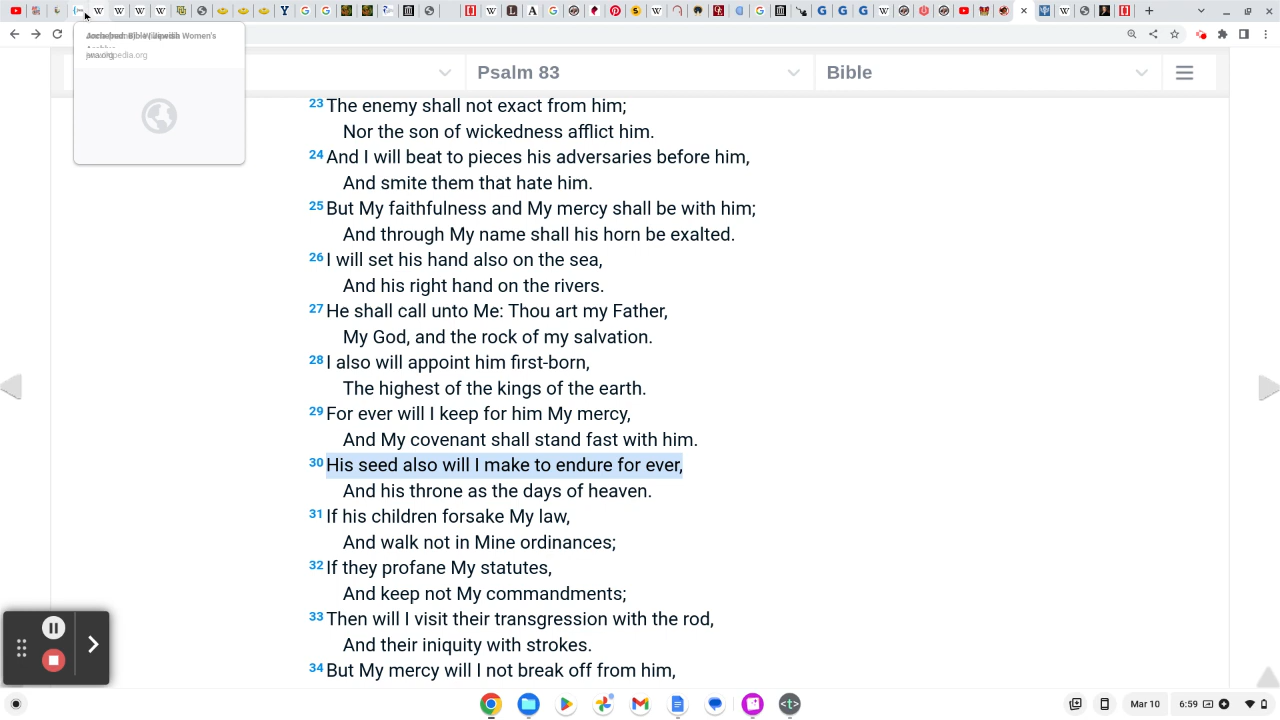 Psalm 83
Bible
23 The enemy shall not exact from him;
Nor the son of wickedness afflict him.
24 And I will beat to pieces his adversaries before him,
And smite them that hate him.
25 But My faithfulness and My mercy shall be with him;
And through My name shall his horn be exalted.
26 I will set his hand also on the sea,
And his right hand on the rivers.
27 He shall call unto Me: Thou art my Father,
My God, and the rock of my salvation.
28 I also will appoint him first-born,
The highest of the kings of the earth.
29 For ever will I keep for him My mercy,
And My covenant shall stand fast with him.
30 His seed also will I make to endure for ever,
And his throne as the days of heaven.
31 If his children forsake My law,
And walk not in Mine ordinances;
32 If they profane My statutes,
And keep not My commandments;
33 Then will I visit their transgression with the rod,
And their iniquity with strokes.
34 But My mercy will I not break off from him,
Mar 10
6:59